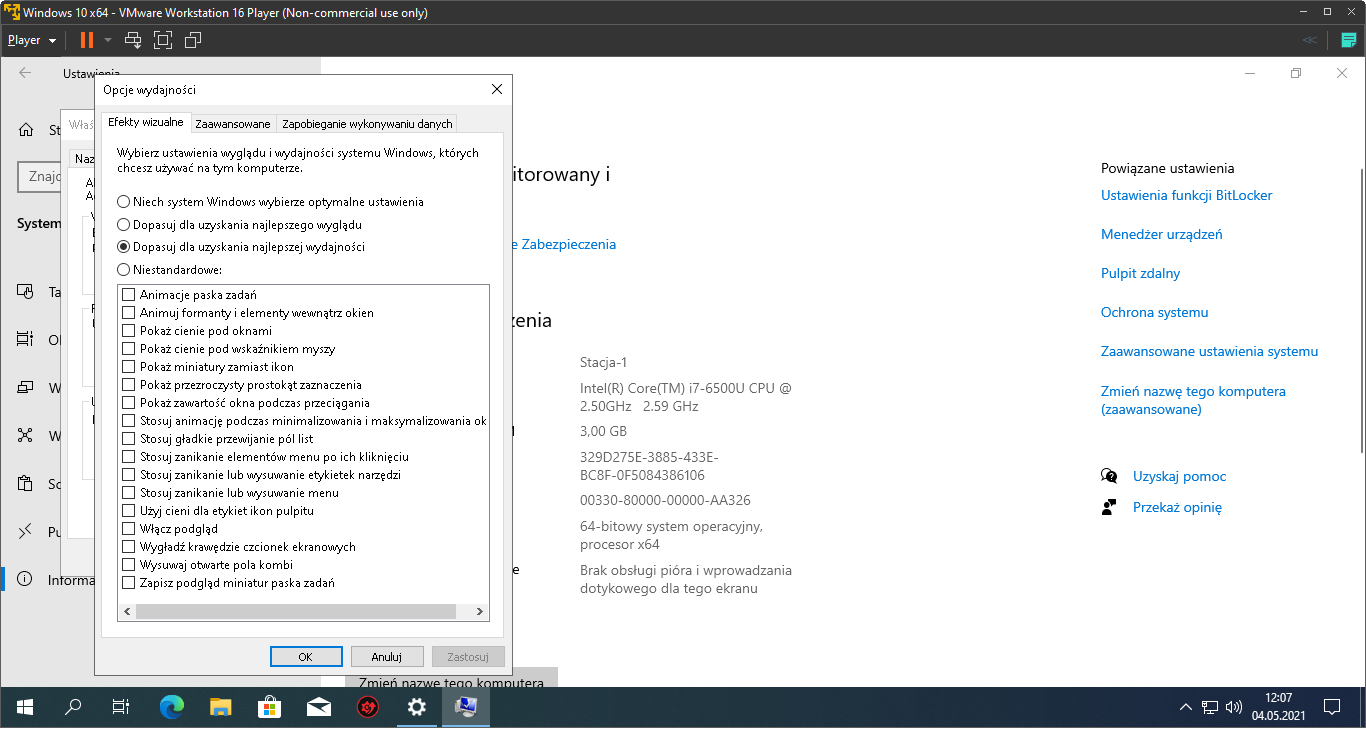 Windows 10 x64 - VMware Workstation 16 Player (Non-commercial use only)
Player
Ustawienia
Opcje wydajności
Efekty wizualne
Zaawansowane
Zapobieganie wykonywaniu danych
Wybierz ustawienia wyglądu i wydajności systemu Windows, których
chcesz używać na tym komputerze.
Niech system Windows wybierze optymalne ustawienia
Dopasuj dla uzyskania najlepszego wyglądu
Dopasuj dla uzyskania najlepszej wydajności
Niestandardowe:
Animacje paska zadań
Animuj formanty i elementy wewnątrz okien
Pokaż cienie pod oknami
Pokaż cienie pod wskaźnikiem myszy
Pokaż miniatury zamiast ikon
Pokaż przezroczysty prostokąt zaznaczenia
Pokaż zawartość okna podczas przeciągania
Stosuj animację podczas minimalizowania i maksymalizowania ok
Stosuj gładkie przewijanie pól list
Stosuj zanikanie elementów menu po ich kliknięciu
Stosuj zanikanie lub wysuwanie etykietek narzędzi
Stosuj zanikanie lub wysuwanie menu
Użyj cieni dla etykiet ikon pulpitu
Włącz podgląd
Wygładź krawędzie czcionek ekranowych
Wysuwaj otwarte pola kombi
Zapisz podgląd miniatur paska zadań
OK
Anuluj
Zastosuj
St
Właś
Naz
Znajd
System
Ta
W
W
Sc
Pu
Informa
itorowany i
e Zabezpieczenia
zenia
Stacja-1
Intel(R) Core(TM) i7-6500U CPU @
2.50GHz 2.59 GHz
3,00 GB
329D275E-3885-433E-
BC8F-0F5084386106
00330-80000-00000-AA326
64-bitowy system operacyjny,
procesor x64
e
Brak obsługi pióra i wprowadzania
dotykowego dla tego ekranu
Zmień nazwę tego komputera
Powiązane ustawienia
Ustawienia funkcji BitLocker
Menedżer urządzeń
Pulpit zdalny
Ochrona systemu
Zaawansowane ustawienia systemu
Zmień nazwę tego komputera
(zaawansowane)
Uzyskaj pomoc
Przekaż opinię
12:07
04.05.2021